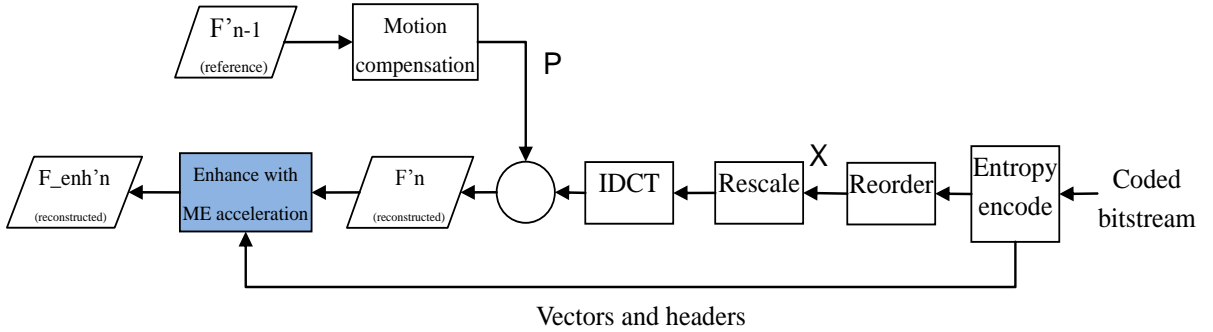 F'n-1
(reference)
Motion
compensation
P
F_enh'n
(reconstructed)
Enhance with
ME acceleration
F'n
(reconstructed)
IDCT
Rescale
X
Reorder
Entropy
encode
Coded
bitstream
Vectors and headers